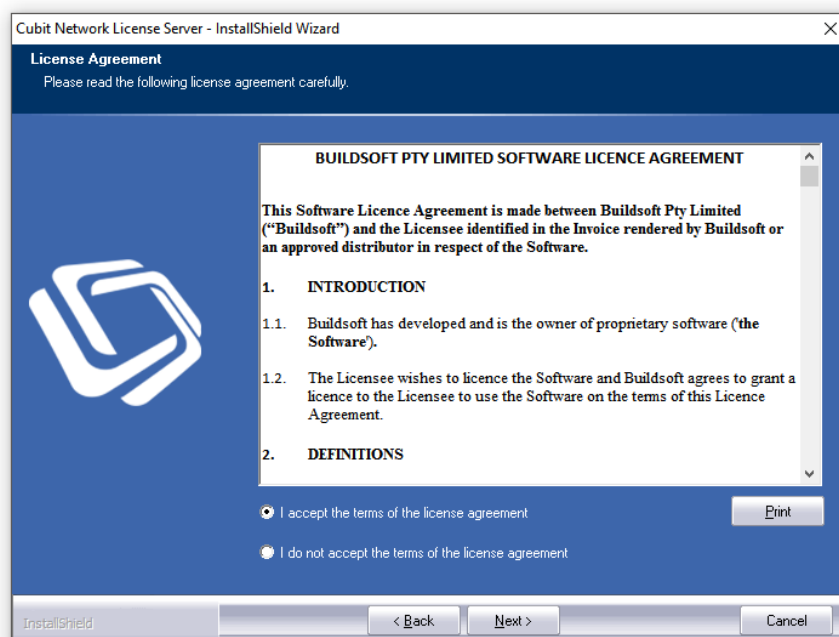 Cubit Network License Server - InstallShield Wizard
License Agreement
Please read the following license agreement carefully.
BUILDSOFT PTY LIMITED SOFTWARE LICENCE AGREEMENT
This Software Licence Agreement is made between Buildsoft Pty Limited
(“Buildsoft”) and the Licensee identified in the Invoice rendered by Buildsoft or
an approved distributor in respect of the Software.
1. INTRODUCTION
1.1. Buildsoft has developed and is the owner of proprietary software ('the
Software').
1.2. The Licensee wishes to licence the Software and Buildsoft agrees to grant a
licence to the Licensee to use the Software on the terms of this Licence
Agreement.
2. DEFINITIONS
I accept the terms of the license agreement
Print
I do not accept the terms of the license agreement
InstallShield
< Back
Next >
Cancel